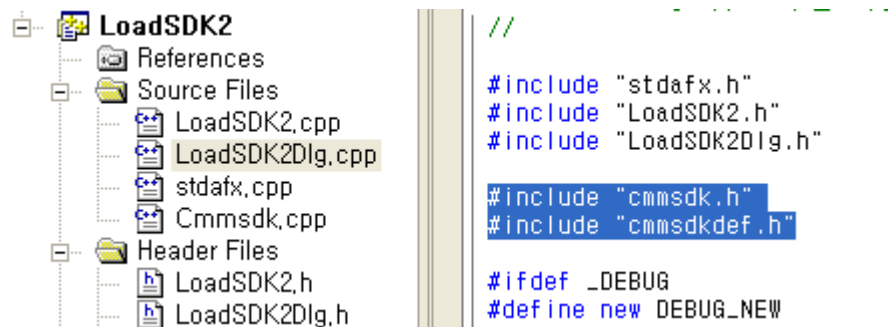 LoadSDK2
References
Source Files
LoadSDK2.cpp
LoadSDK2Dlg.cpp
stdafx.cpp
Cmmsdk.cpp
Header Files
LoadSDK2.h
LoadSDK2Dlg.h
//
#include "stdafx.h"
#include "LoadSDK2.h"
#include "LoadSDK2Dlg.h"
#include "cmmsdk.h"
#include "cmmsdkdef.h"
#ifdef _DEBUG
#define new DEBUG_NEW